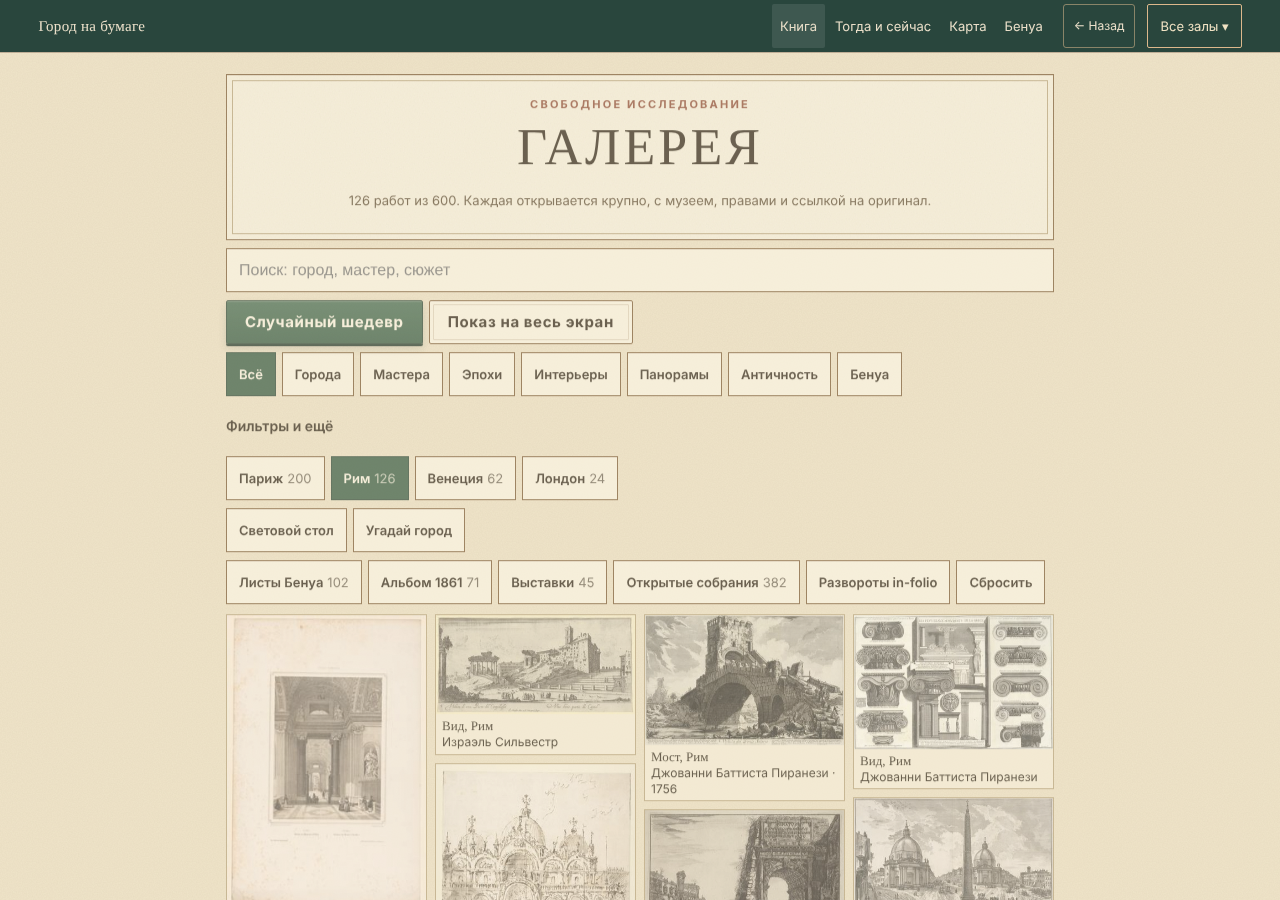 Город на бумаге
Книга Тогда и сейчас Карта Бенуа ← Назад Все залы ▾
СВОБОДНОЕ ИССЛЕДОВАНИЕ
ГАЛЕРЕЯ
126 работ из 600. Каждая открывается крупно, с музеем, правами и ссылкой на оригинал.
Поиск: город, мастер, сюжет
Случайный шедевр Показ на весь экран
Всё Города Мастера Эпохи Интерьеры Панорамы Античность Бенуа
Фильтры и ещё
Париж 200 Рим 126 Венеция 62 Лондон 24
Световой стол Угадай город
Листы Бенуа 102 Альбом 1861 71 Выставки 45 Открытые собрания 382 Развороты in-folio Сбросить
Вид, Рим
Израэль Сильвестр
Мост, Рим
Джованни Баттиста Пиранези ·
1756
Вид, Рим
Джованни Баттиста Пиранези